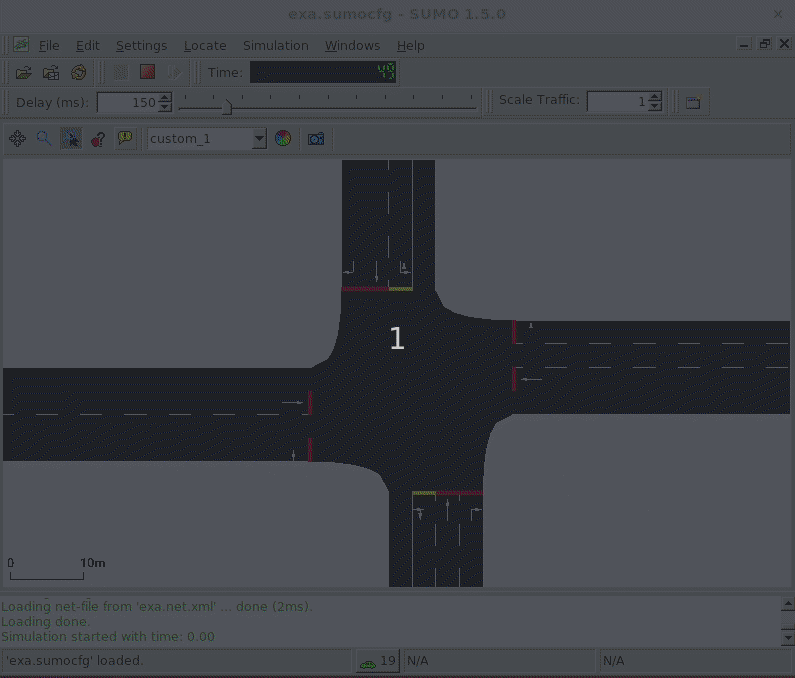 exa.sumocfg - SUMO 1.5.0
File Edit Settings Locate Simulation Windows Help
Time: 49
Delay (ms): 150 Scale Traffic: 1
custom_1
1
0 10m
Loading net-file from 'exa.net.xml' ... done (2ms).
Loading done.
Simulation started with time: 0.00
'exa.sumocfg' loaded. 19 N/A N/A